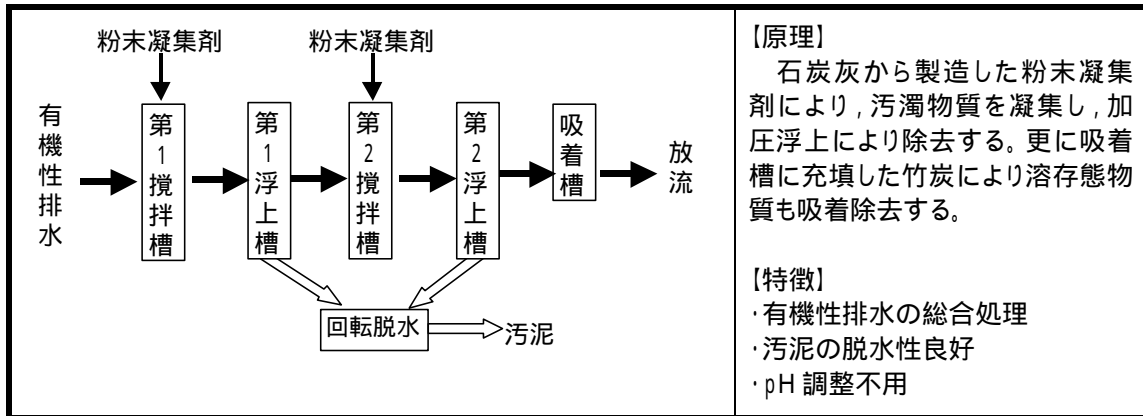 粉末凝集剤
粉末凝集剤
有機性排水
第1撹拌槽
第1浮上槽
第2撹拌槽
第2浮上槽
吸着槽
放流
回転脱水
汚泥
【原理】
石炭灰から製造した粉末凝集
剤により,汚濁物質を凝集し,加
圧浮上により除去する。更に吸着
槽に充填した竹炭により溶存態物
質も吸着除去する。
【特徴】
・有機性排水の総合処理
・汚泥の脱水性良好
・pH 調整不用